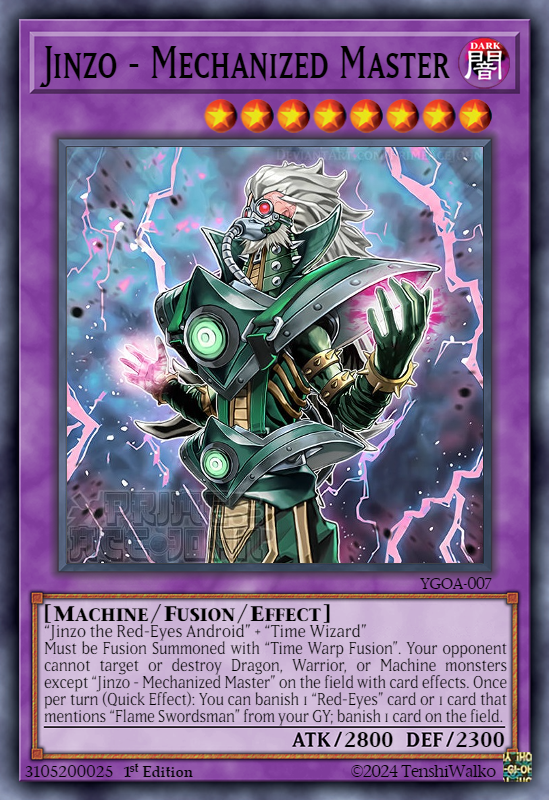 Jinzo - Mechanized Master
DARK
闇
YGOA-007
[Machine/Fusion/Effect]
“Jinzo the Red-Eyes Android” + “Time Wizard”
Must be Fusion Summoned with “Time Warp Fusion”. Your opponent
cannot target or destroy Dragon, Warrior, or Machine monsters
except “Jinzo - Mechanized Master” on the field with card effects. Once
per turn (Quick Effect): You can banish 1 “Red-Eyes” card or 1 card that
mentions “Flame Swordsman” from your GY; banish 1 card on the field.
ATK/2800 DEF/2300
3105200025 1st Edition ©2024 TenshiWalko